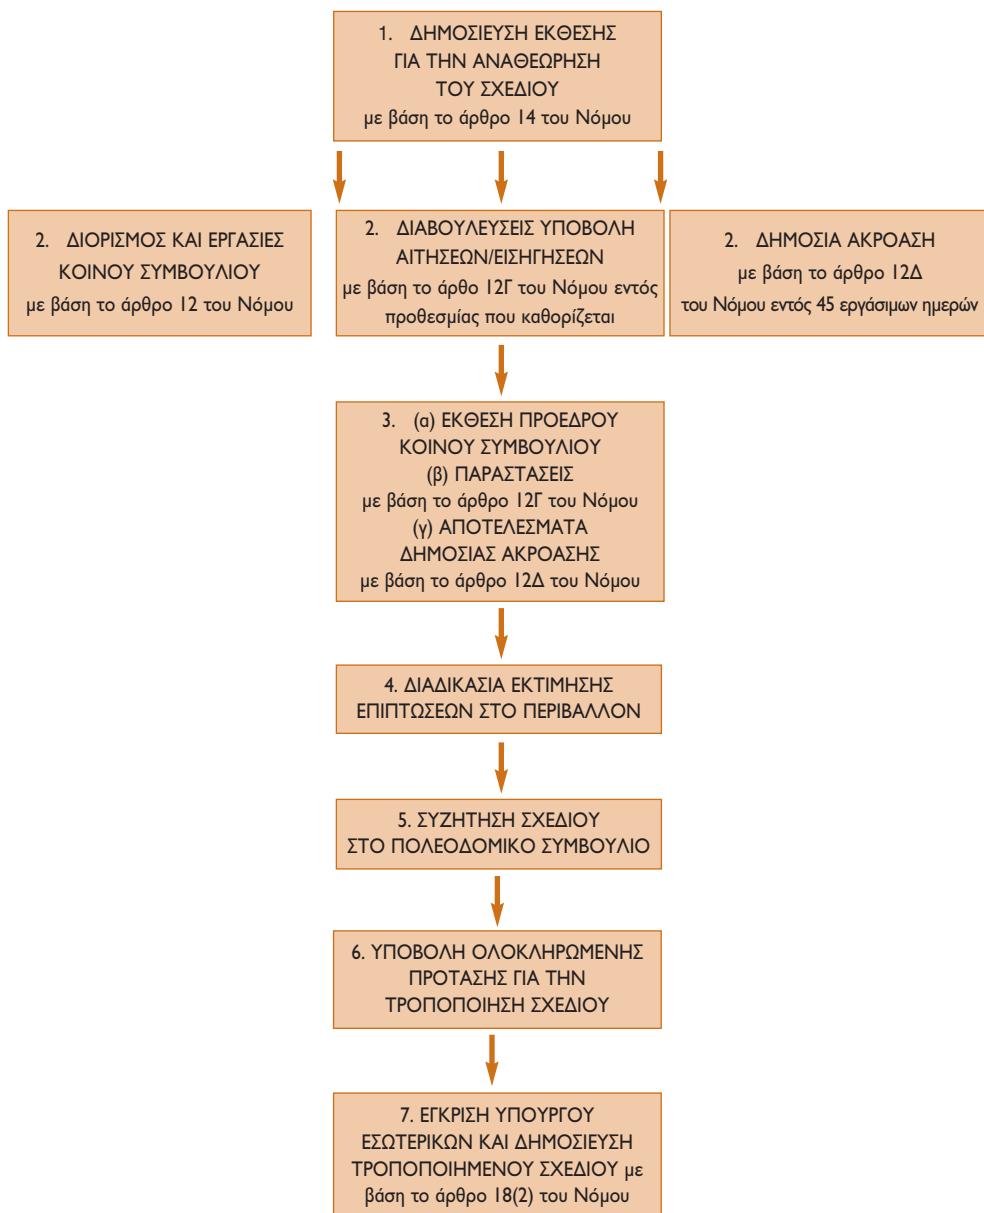 1. ΔΗΜΟΣΙΕΥΣΗ ΕΚΘΕΣΗΣ
ΓΙΑ ΤΗΝ ΑΝΑΘΕΩΡΗΣΗ
ΤΟΥ ΣΧΕΔΙΟΥ
με βάση το άρθρο 14 του Νόμου
2. ΔΙΟΡΙΣΜΟΣ ΚΑΙ ΕΡΓΑΣΙΕΣ
ΚΟΙΝΟΥ ΣΥΜΒΟΥΛΙΟΥ
με βάση το άρθρο 12 του Νόμου
2. ΔΙΑΒΟΥΛΕΥΣΕΙΣ ΥΠΟΒΟΛΗ
ΑΙΤΗΣΕΩΝ/ΕΙΣΗΓΗΣΕΩΝ
με βάση το άρθο 12Γ του Νόμου εντός
προθεσμίας που καθορίζεται
2. ΔΗΜΟΣΙΑ ΑΚΡΟΑΣΗ
με βάση το άρθρο 12Δ
του Νόμου εντός 45 εργάσιμων ημερών
3. (α) ΕΚΘΕΣΗ ΠΡΟΕΔΡΟΥ
ΚΟΙΝΟΥ ΣΥΜΒΟΥΛΙΟΥ
(β) ΠΑΡΑΣΤΑΣΕΙΣ
με βάση το άρθρο 12Γ του Νόμου
(γ) ΑΠΟΤΕΛΕΣΜΑΤΑ
ΔΗΜΟΣΙΑΣ ΑΚΡΟΑΣΗΣ
με βάση το άρθρο 12Δ του Νόμου
4. ΔΙΑΔΙΚΑΣΙΑ ΕΚΤΙΜΗΣΗΣ
ΕΠΙΠΤΩΣΕΩΝ ΣΤΟ ΠΕΡΙΒΑΛΛΟΝ
5. ΣΥΖΗΤΗΣΗ ΣΧΕΔΙΟΥ
ΣΤΟ ΠΟΛΕΟΔΟΜΙΚΟ ΣΥΜΒΟΥΛΙΟ
6. ΥΠΟΒΟΛΗ ΟΛΟΚΛΗΡΩΜΕΝΗΣ
ΠΡΟΤΑΣΗΣ ΓΙΑ ΤΗΝ
ΤΡΟΠΟΠΟΙΗΣΗ ΣΧΕΔΙΟΥ
7. ΕΓΚΡΙΣΗ ΥΠΟΥΡΓΟΥ
ΕΣΩΤΕΡΙΚΩΝ ΚΑΙ ΔΗΜΟΣΙΕΥΣΗ
ΤΡΟΠΟΠΟΙΗΜΕΝΟΥ ΣΧΕΔΙΟΥ με
βάση το άρθρο 18(2) του Νόμου